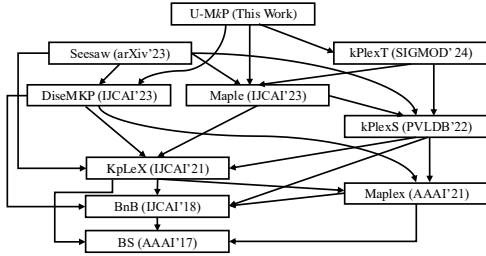 U-MkP (This Work)
Seesaw (arXiv'23)
kPlexT (SIGMOD'24)
DiseMKP (IJCAI'23)
Maple (IJCAI'23)
kPlexS (PVLDB'22)
KpLeX (IJCAI'21)
Maplex (AAAI'21)
BnB (IJCAI'18)
BS (AAAI'17)